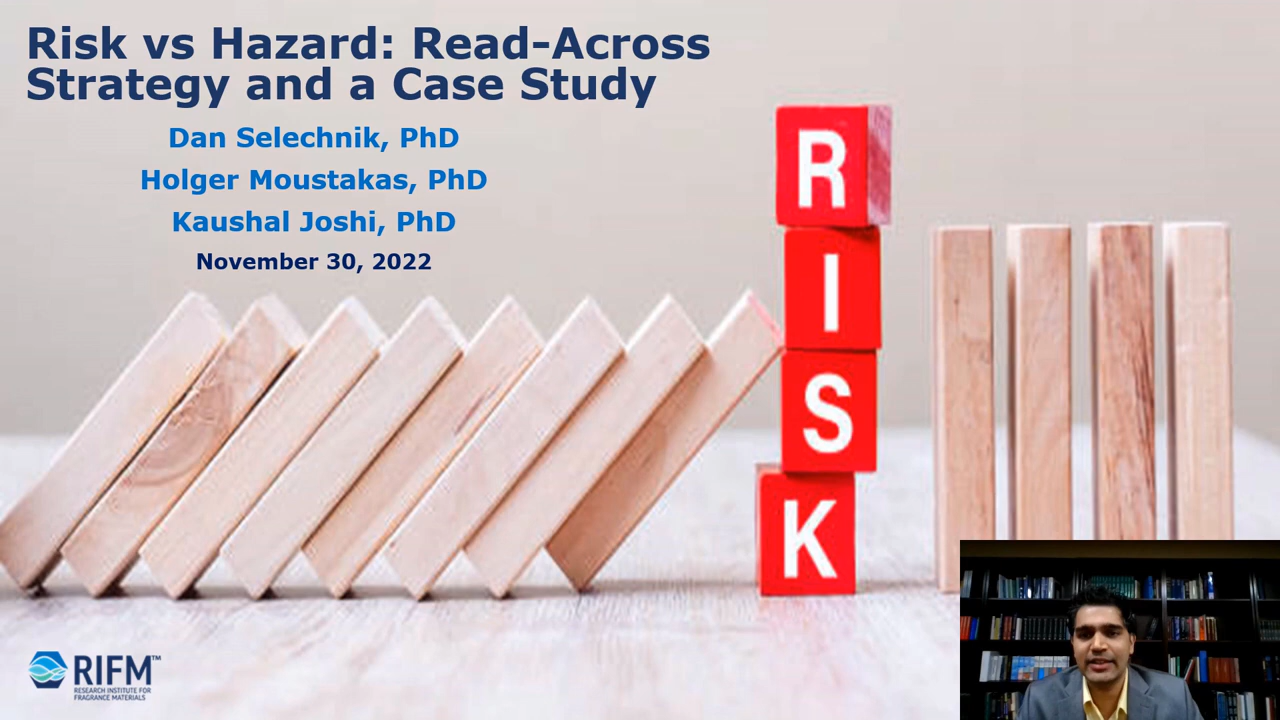 Risk vs Hazard: Read-Across
Strategy and a Case Study
Dan Selechnik, PhD
Holger Moustakas, PhD
Kaushal Joshi, PhD
November 30, 2022
R
I
S
K
RIFM™
RESEARCH INSTITUTE FOR
FRAGRANCE MATERIALS